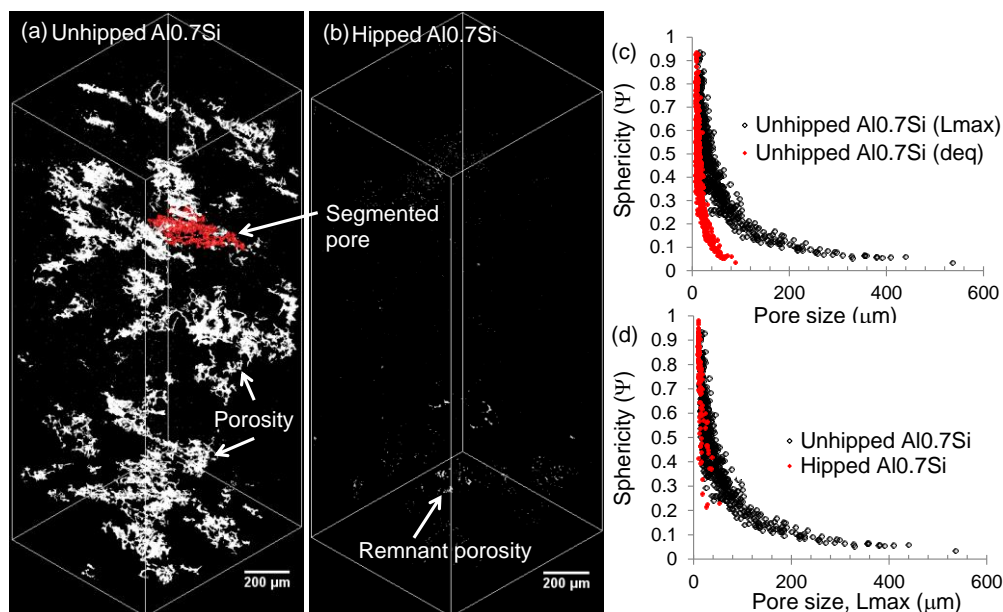 (a) Unhipped Al0.7Si
(b) Hipped Al0.7Si
Segmented
pore
Porosity
Remnant porosity
200 µm
200 µm
(c)
Sphericity (Ψ)
1
0.9
0.8
0.7
0.6
0.5
0.4
0.3
0.2
0.1
0
Unhipped Al0.7Si (Lmax)
Unhipped Al0.7Si (deq)
0 200 400 600
Pore size (µm)
(d)
Sphericity (Ψ)
1
0.9
0.8
0.7
0.6
0.5
0.4
0.3
0.2
0.1
0
Unhipped Al0.7Si
Hipped Al0.7Si
0 200 400 600
Pore size, Lmax (µm)